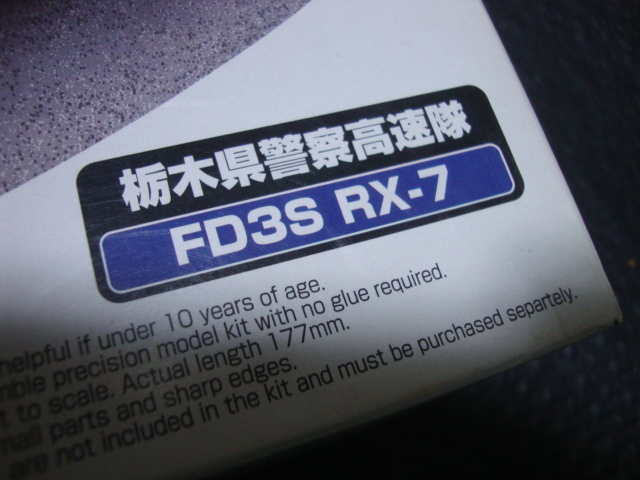 栃木県警察高速隊
FD3S RX-7
helpful if under 10 years of age.
precision model kit with no glue required.
to scale. Actual length 177mm.
parts and sharp edges.
are not included in the kit and must be purchased separtely.